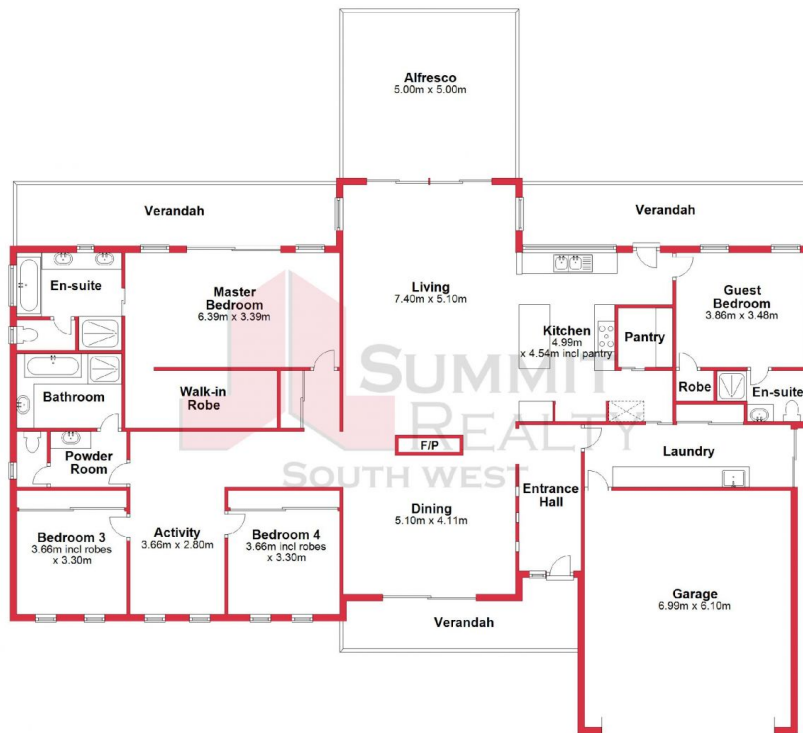 Alfresco
5.00m x 5.00m
Verandah
Verandah
En-suite
Master
Bedroom
6.39m x 3.39m
Living
7.40m x 5.10m
Kitchen
4.99m
x 4.54m incl pantry
Pantry
Guest
Bedroom
3.86m x 3.48m
Bathroom
Walk-in
Robe
Robe
En-suite
SUMMIT
REALTY
SOUTH WEST
Powder
Room
F/P
Laundry
Entrance
Hall
Bedroom 3
3.66m incl robes
x 3.30m
Activity
3.66m x 2.80m
Bedroom 4
3.66m incl robes
x 3.30m
Dining
5.10m x 4.11m
Garage
6.99m x 6.10m
Verandah